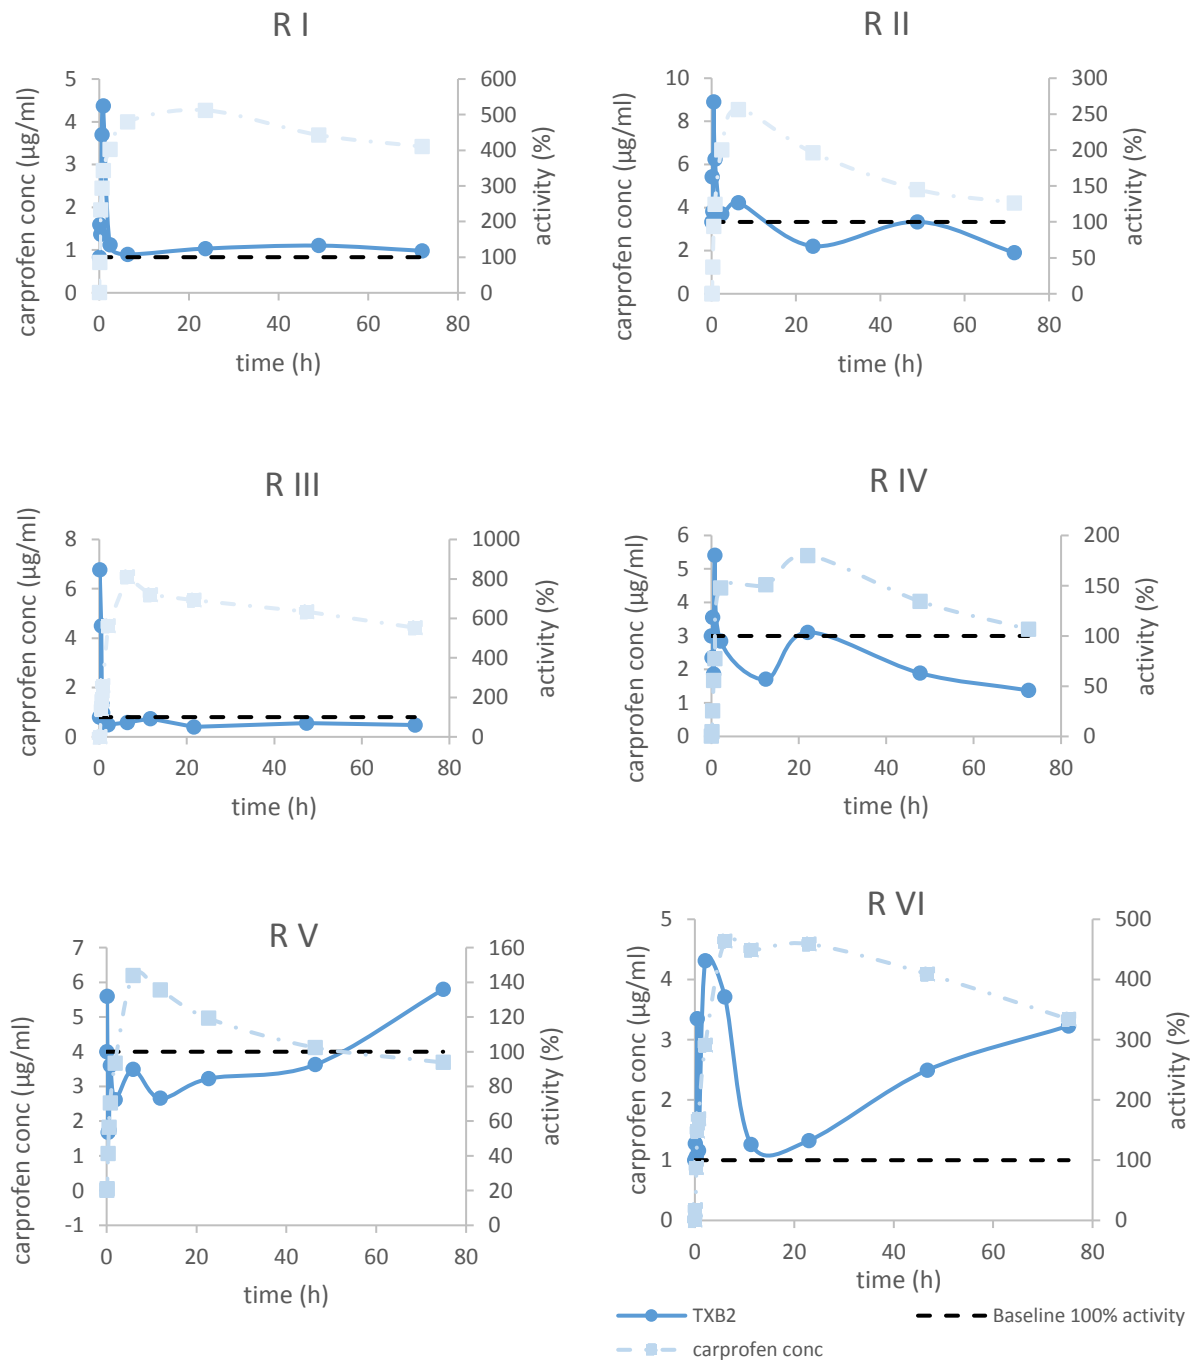 R I
carprofen conc (µg/ml)
5
4
3
2
1
0
600
500
400
300
200
100
0
activity (%)
0 20 40 60 80
time (h)
R II
carprofen conc (µg/ml)
10
8
6
4
2
0
300
250
200
150
100
50
0
activity (%)
0 20 40 60 80
time (h)
R III
carprofen conc (µg/ml)
8
6
4
2
0
1000
800
600
400
200
0
activity (%)
0 20 40 60 80
time (h)
R IV
carprofen conc (µg/ml)
6
5
4
3
2
1
0
200
150
100
50
0
activity (%)
0 20 40 60 80
time (h)
R V
carprofen conc (µg/ml)
7
6
5
4
3
2
1
0
-1
160
140
120
100
80
60
40
20
0
activity (%)
0 20 40 60 80
time (h)
R VI
carprofen conc (µg/ml)
5
4
3
2
1
0
500
400
300
200
100
0
activity (%)
0 20 40 60 80
time (h)
TXB2
Baseline 100% activity
carprofen conc